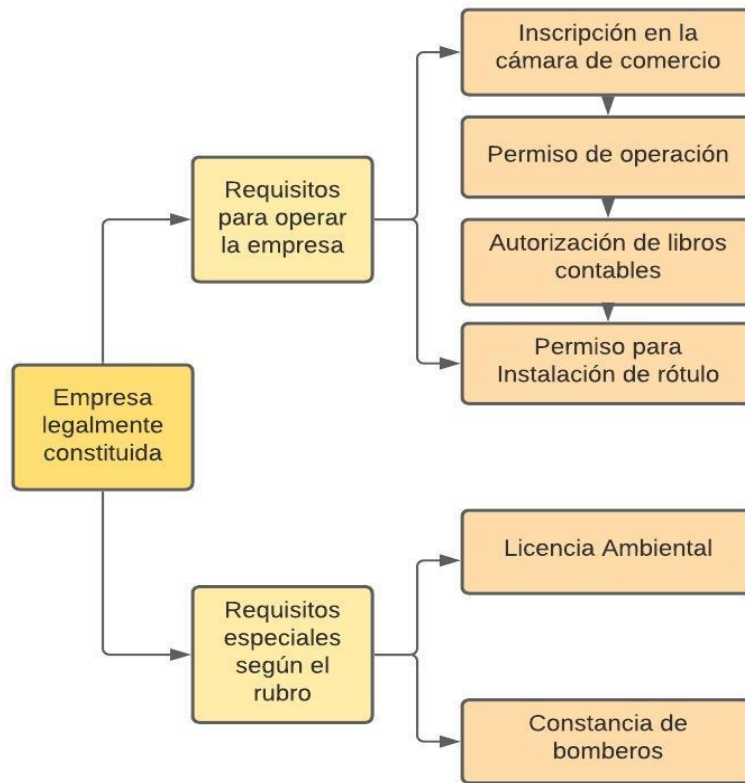 Inscripción en la
cámara de comercio
Permiso de operación
Requisitos
para operar
la empresa
Autorización de libros
contables
Permiso para
Instalación de rótulo
Empresa
legalmente
constituida
Licencia Ambiental
Requisitos
especiales
según el
rubro
Constancia de
bomberos